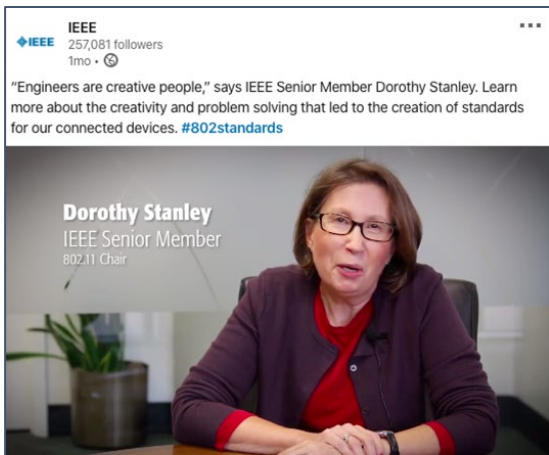 IEEE
IEEE
257,081 followers
1mo •
“Engineers are creative people,” says IEEE Senior Member Dorothy Stanley. Learn
more about the creativity and problem solving that led to the creation of standards
for our connected devices. #802standards
Dorothy Stanley
IEEE Senior Member
802.11 Chair